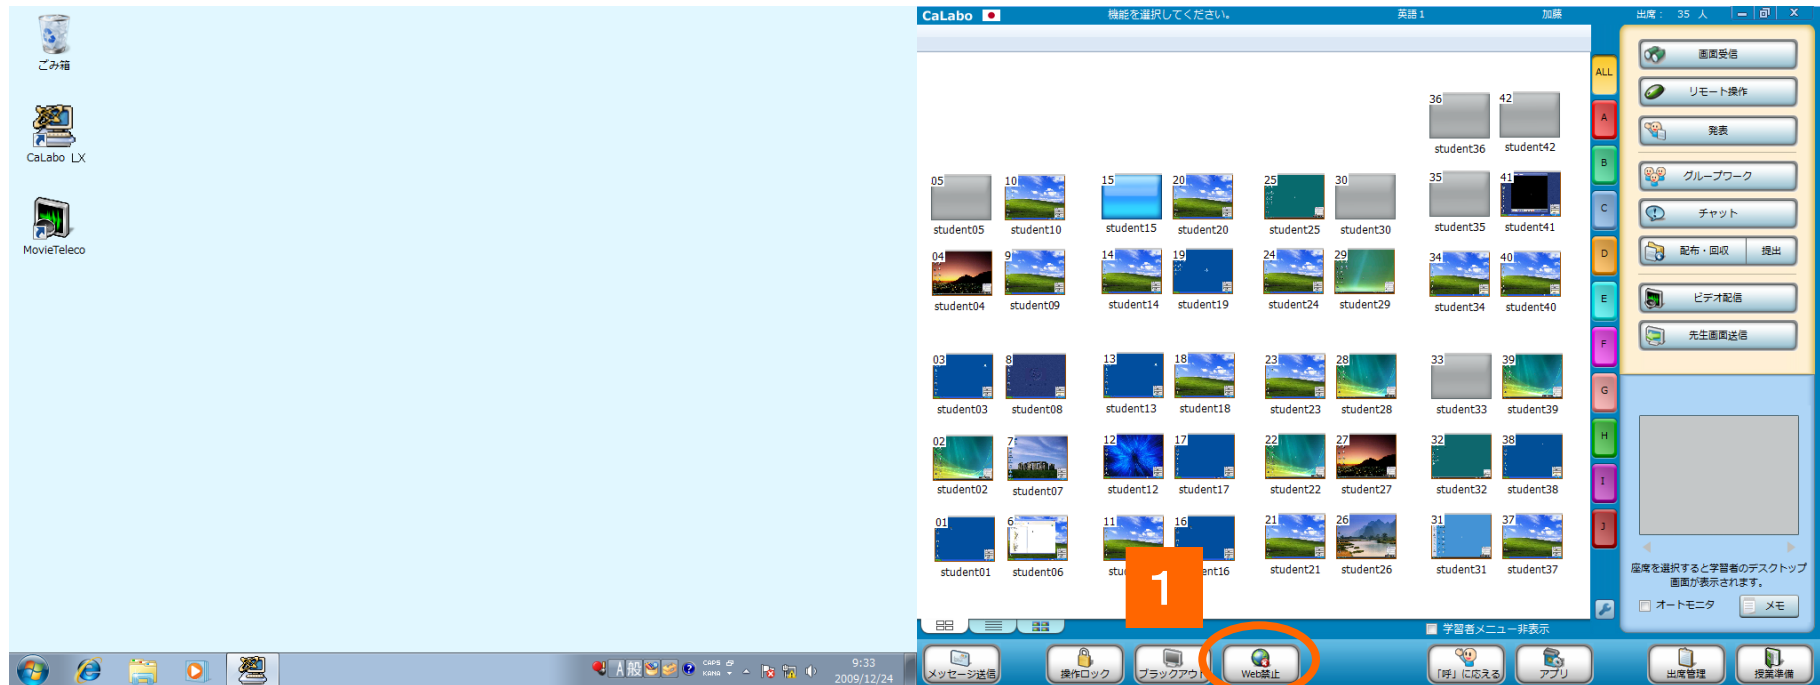 ごみ箱
CaLabo LX
MovieTeleco
A 般
CAPS
KANA
9:33
2009/12/24
CaLabo
機能を選択してください。
英語1
加藤
出席： 35 人
36
42
student36
student42
05
10
15
20
25
30
35
41
student05
student10
student15
student20
student25
student30
student35
student41
04
9
14
19
24
29
34
40
student04
student09
student14
student19
student24
student29
student34
student40
03
8
13
18
23
28
33
39
student03
student08
student13
student18
student23
student28
student33
student39
02
7
12
17
22
27
32
38
student02
student07
student12
student17
student22
student27
student32
student38
01
6
11
16
21
26
31
37
student01
student06
stu
nt16
student21
student26
student31
student37
1
ALL
A
B
C
D
E
F
G
H
I
J
画面受信
リモート操作
発表
グループワーク
チャット
配布・回収
提出
ビデオ配信
先生画面送信
座席を選択すると学習者のデスクトップ
画面が表示されます。
オートモニタ
メモ
学習者メニュー非表示
メッセージ送信
操作ロック
ブラックアウト
Web禁止
「呼」に応える
アプリ
出席管理
授業準備